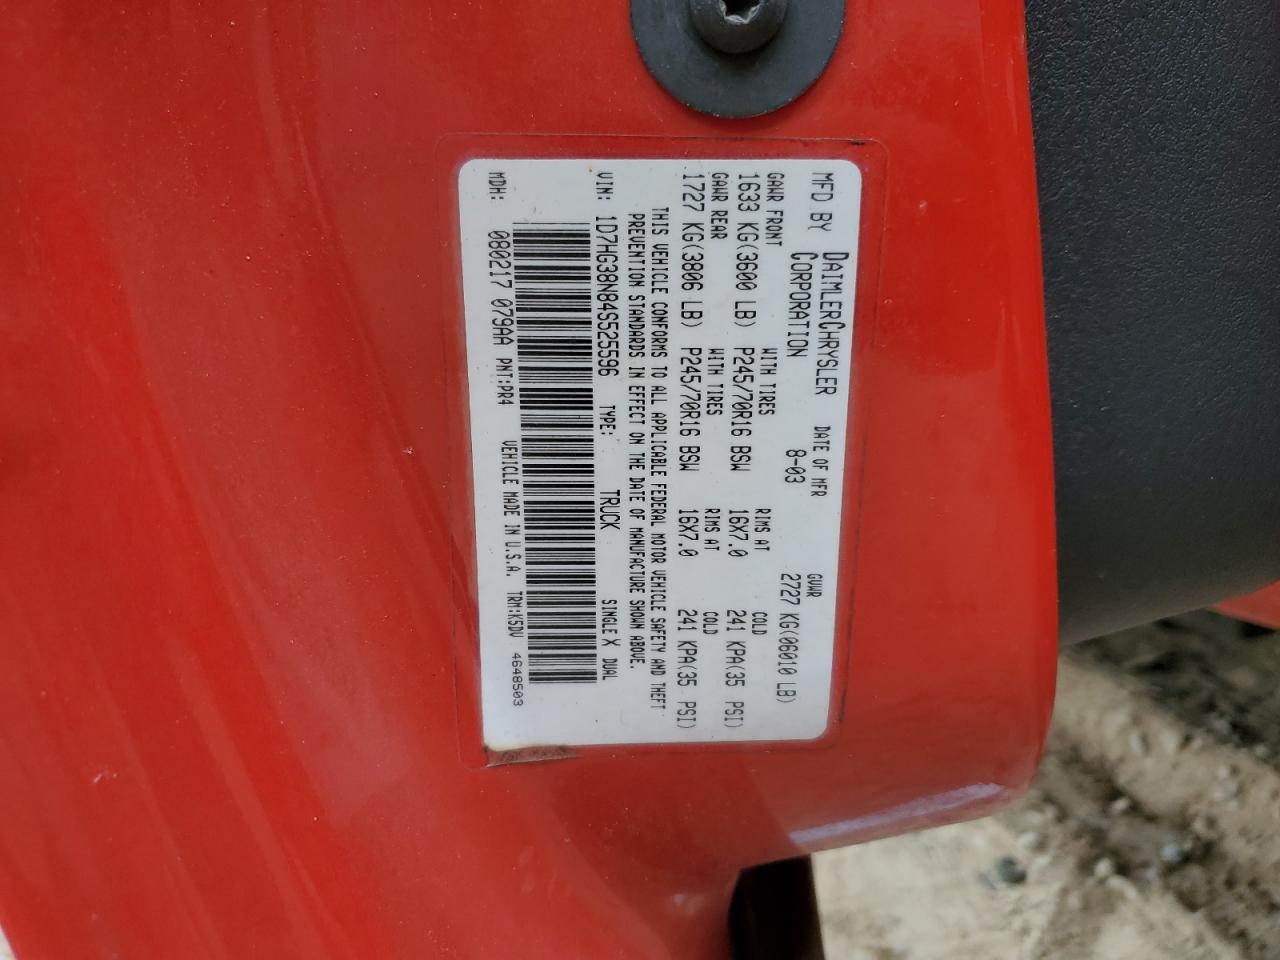 MFD BY DAIMLERCHRYSLER CORPORATION DATE OF MFR 8-03 GVWR 2727 KG(06010 LB)
GAWR FRONT WITH TIRES RIMS AT COLD
1633 KG(3600 LB) P245/70R16 BSW 16X7.0 241 KPA(35 PSI)
GAWR REAR WITH TIRES RIMS AT COLD
1727 KG(3806 LB) P245/70R16 BSW 16X7.0 241 KPA(35 PSI)
THIS VEHICLE CONFORMS TO ALL APPLICABLE FEDERAL MOTOR VEHICLE SAFETY AND THEFT
PREVENTION STANDARDS IN EFFECT ON THE DATE OF MANUFACTURE SHOWN ABOVE.
VIN: 1D7HG38N84S525596 TYPE: TRUCK SINGLE X DUAL
MDH: 080217 079AA PNT:PR4 VEHICLE MADE IN U.S.A. TRM:K5DV 4648503